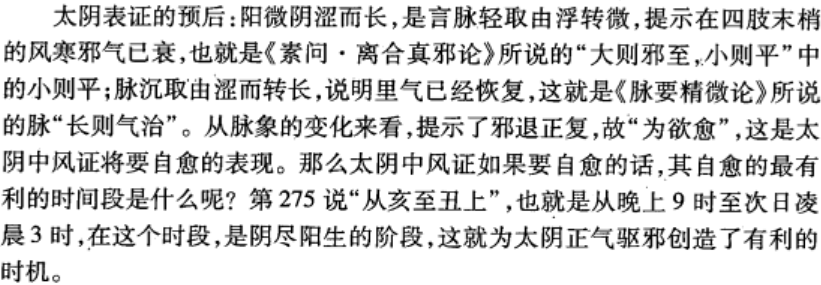 太阴表证的预后:阳微阴涩而长,是言脉轻取由浮转微,提示在四肢末梢
的风寒邪气已衰,也就是《素问·离合真邪论》所说的“大则邪至,小则平”中
的小则平;脉沉取由涩而转长,说明里气已经恢复,这就是《脉要精微论》所说
的脉“长则气治”。从脉象的变化来看,提示了邪退正复,故“为欲愈”,这是太
阴中风证将要自愈的表现。那么太阴中风证如果要自愈的话,其自愈的最有
利的时间段是什么呢?第 275 说“从亥至丑上”,也就是从晚上 9 时至次日凌
晨 3 时,在这个时段,是阴尽阳生的阶段,这就为太阴正气驱邪创造了有利的
时机。